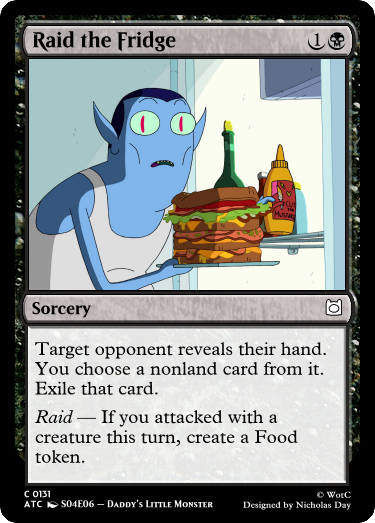 Raid the Fridge 1
Sorcery
Target opponent reveals their hand.
You choose a nonland card from it.
Exile that card.
Raid — If you attacked with a
creature this turn, create a Food
token.
C 0131
© WotC
ATC S04E06 — Daddy's Little Monster
Designed by Nicholas Day